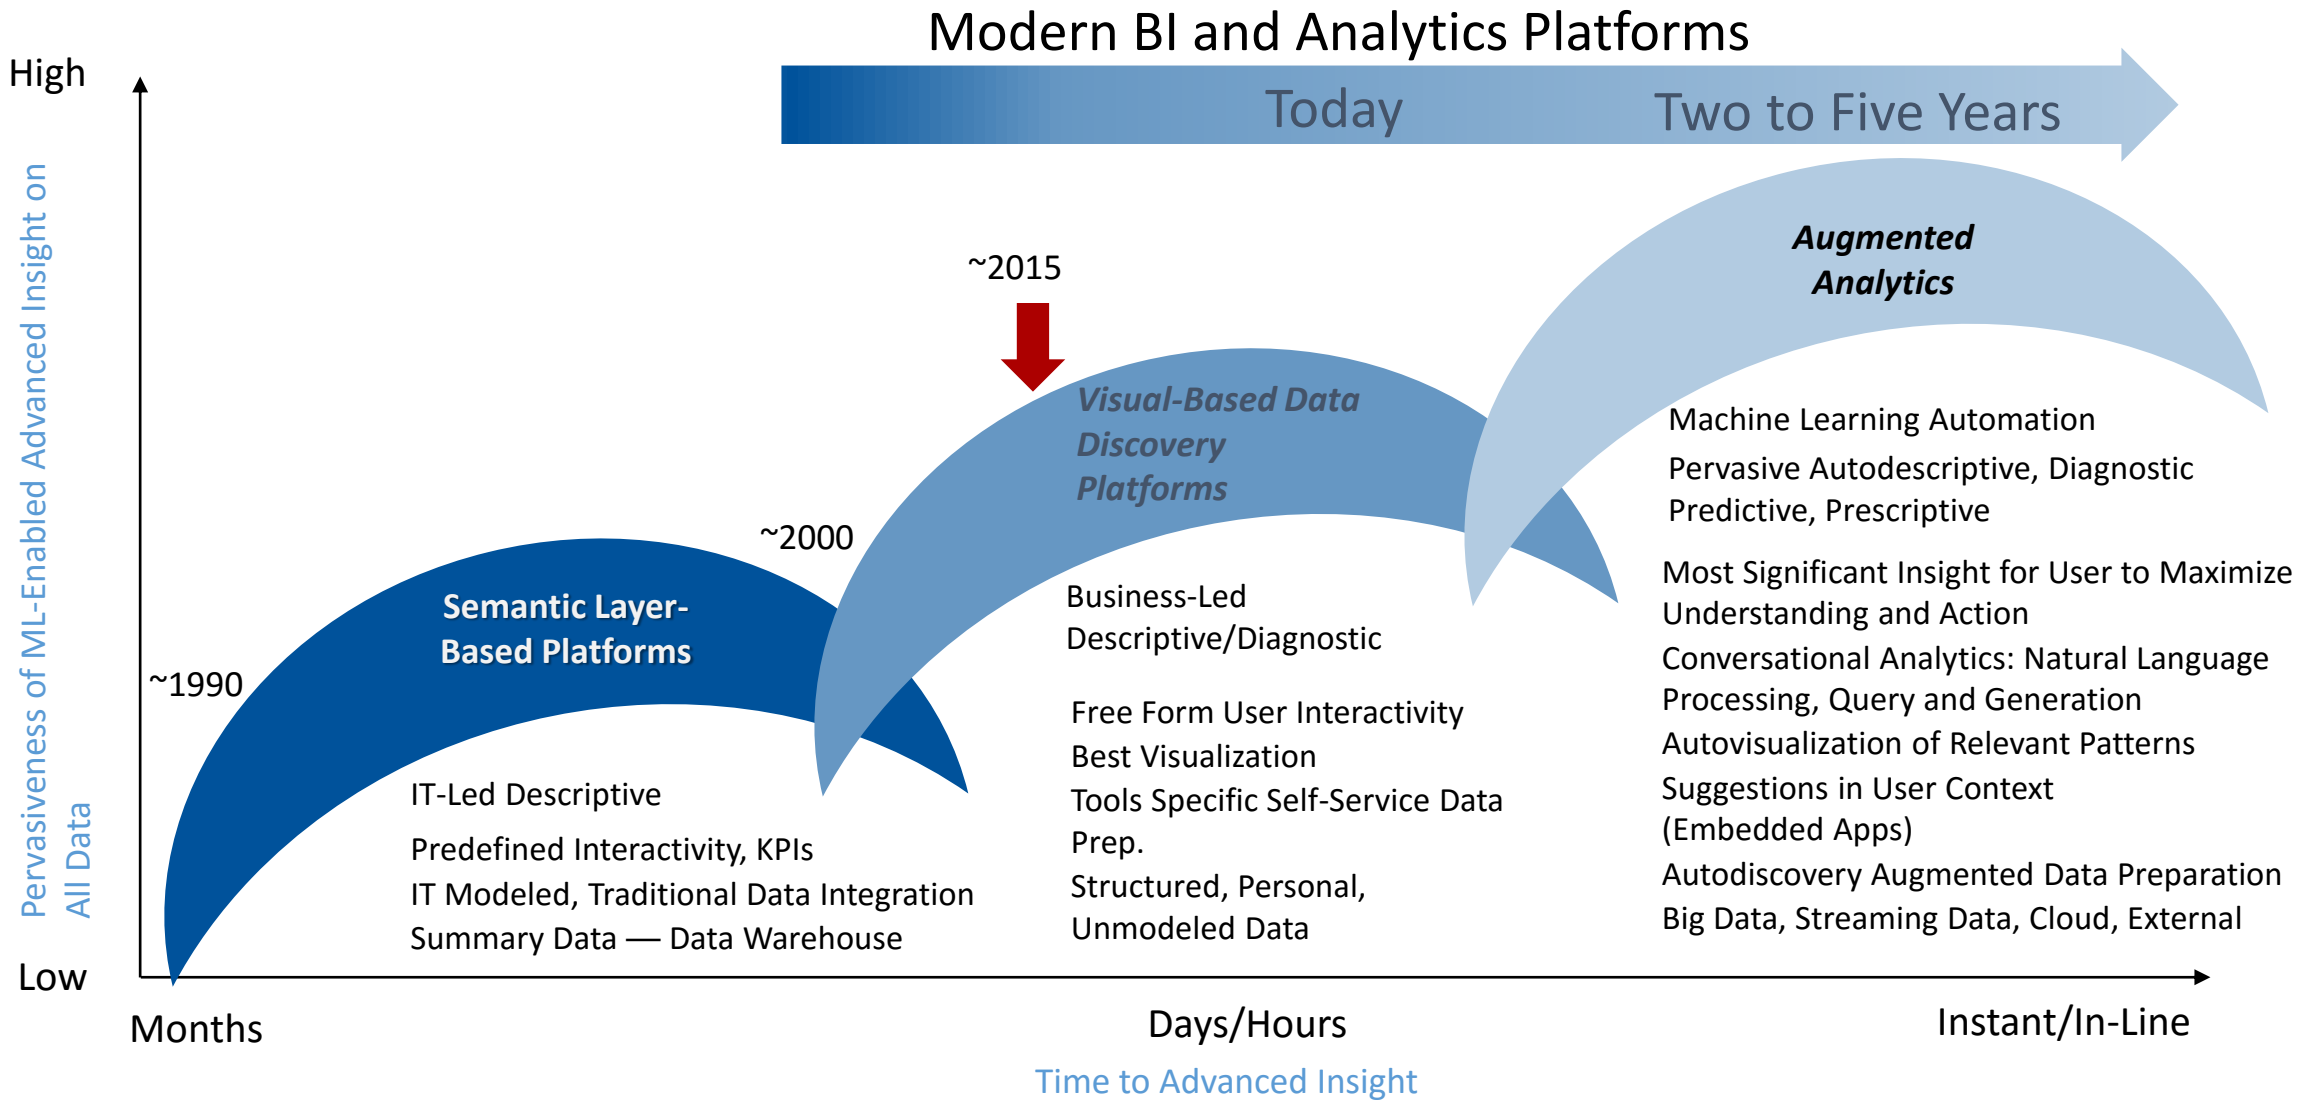 Modern BI and Analytics Platforms
High
Today
Two to Five Years
Pervasiveness of ML-Enabled Advanced Insight on
All Data
Augmented
Analytics
~2015
Visual-Based Data
Discovery
Platforms
Machine Learning Automation
Pervasive Autodescriptive, Diagnostic
Predictive, Prescriptive
~2000
Semantic Layer-
Based Platforms
~1990
Business-Led
Descriptive/Diagnostic
Most Significant Insight for User to Maximize
Understanding and Action
Conversational Analytics: Natural Language
Processing, Query and Generation
Autovisualization of Relevant Patterns
Suggestions in User Context
(Embedded Apps)
Autodiscovery Augmented Data Preparation
Big Data, Streaming Data, Cloud, External
Free Form User Interactivity
Best Visualization
Tools Specific Self-Service Data
Prep.
Structured, Personal,
Unmodeled Data
IT-Led Descriptive
Predefined Interactivity, KPIs
IT Modeled, Traditional Data Integration
Summary Data — Data Warehouse
Low
Months
Days/Hours
Instant/In-Line
Time to Advanced Insight